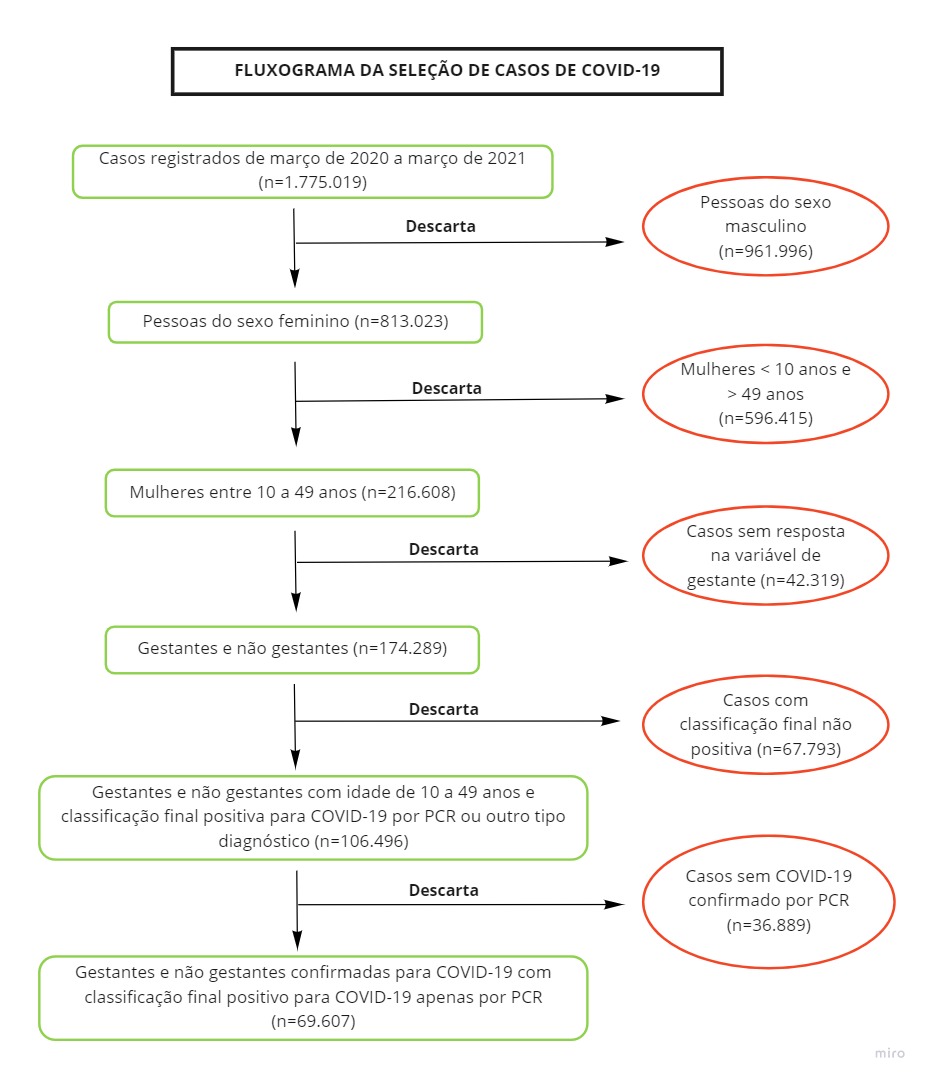 FLUXOGRAMA DA SELEÇÃO DE CASOS DE COVID-19
Casos registrados de março de 2020 a março de 2021
(n=1.775.019)
Descarta
Pessoas do sexo
masculino
(n=961.996)
Pessoas do sexo feminino (n=813.023)
Descarta
Mulheres < 10 anos e
> 49 anos
(n=596.415)
Mulheres entre 10 a 49 anos (n=216.608)
Descarta
Casos sem resposta
na variável de
gestante (n=42.319)
Gestantes e não gestantes (n=174.289)
Descarta
Casos com
classificação final não
positiva (n=67.793)
Gestantes e não gestantes com idade de 10 a 49 anos e
classificação final positiva para COVID-19 por PCR ou outro tipo
diagnóstico (n=106.496)
Descarta
Casos sem COVID-19
confirmado por PCR
(n=36.889)
Gestantes e não gestantes confirmadas para COVID-19 com
classificação final positivo para COVID-19 apenas por PCR
(n=69.607)
miro